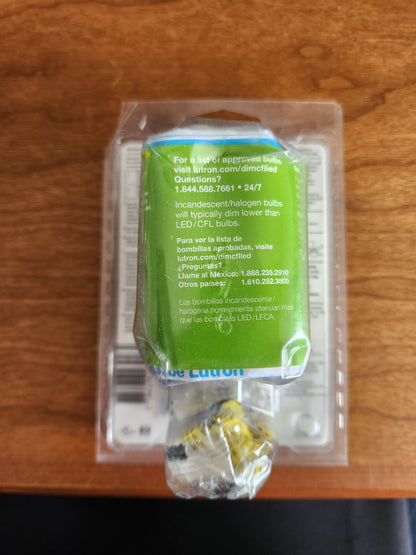 For a list of approved bulbs
visit lutron.com/dimcflled
Questions?
1.844.588.7661 • 24/7
Incandescent/halogen bulbs
will typically dim lower than
LED/CFL bulbs.
Para ver la lista de
bombillas aprobadas, visite
lutron.com/dimcflled
¿Preguntas?
Llame al México: 1.888.235.2910
Otros países: 1.610.282.3800
Las bombillas incandescente/
halógena normalmente atenúan más
que las bombillas LED/LFCA.
Lutron